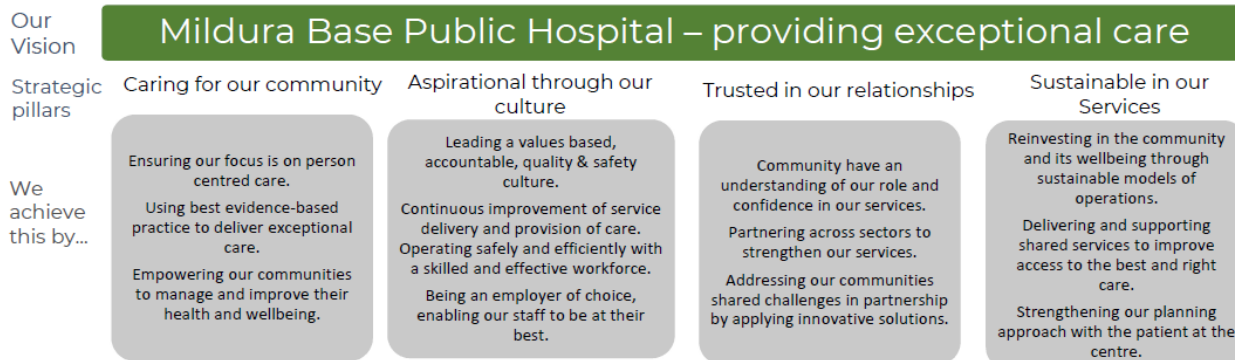 Our
Vision
Mildura Base Public Hospital – providing exceptional care
Strategic
pillars
Caring for our community
Aspirational through our
culture
Trusted in our relationships
Sustainable in our
Services
We
achieve
this by...
Ensuring our focus is on person
centred care.
Using best evidence-based
practice to deliver exceptional
care.
Empowering our communities
to manage and improve their
health and wellbeing.
Leading a values based,
accountable, quality & safety
culture.
Continuous improvement of service
delivery and provision of care.
Operating safely and efficiently with
a skilled and effective workforce.
Being an employer of choice,
enabling our staff to be at their
best.
Community have an
understanding of our role and
confidence in our services.
Partnering across sectors to
strengthen our services.
Addressing our communities
shared challenges in partnership
by applying innovative solutions.
Reinvesting in the community
and its wellbeing through
sustainable models of
operations.
Delivering and supporting
shared services to improve
access to the best and right
care.
Strengthening our planning
approach with the patient at the
centre.